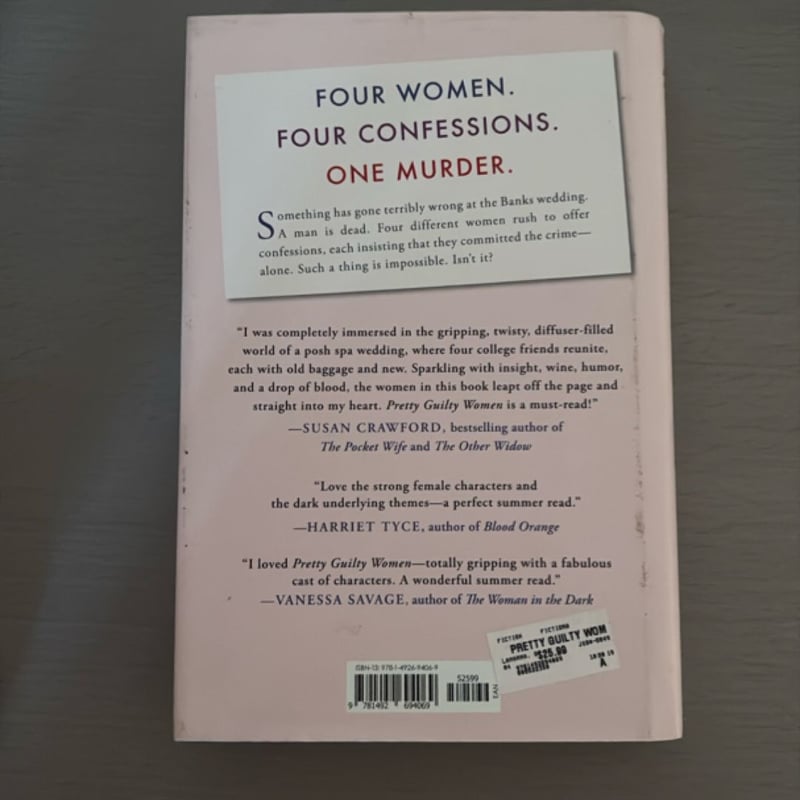 FOUR WOMEN.
FOUR CONFESSIONS.
ONE MURDER.
Something has gone terribly wrong at the Banks wedding.
A man is dead. Four different women rush to offer
confessions, each insisting that they committed the crime—
alone. Such a thing is impossible. Isn't it?
"I was completely immersed in the gripping, twisty, diffuser-filled
world of a posh spa wedding, where four college friends reunite,
each with old baggage and new. Sparkling with insight, wine, humor,
and a drop of blood, the women in this book leapt off the page and
straight into my heart. Pretty Guilty Women is a must-read!"
—SUSAN CRAWFORD, bestselling author of
The Pocket Wife and The Other Widow
"Love the strong female characters and
the dark underlying themes—a perfect summer read."
—HARRIET TYCE, author of Blood Orange
"I loved Pretty Guilty Women—totally gripping with a fabulous
cast of characters. A wonderful summer read."
—VANESSA SAVAGE, author of The Woman in the Dark
FICTION FICTIONH
PRETTY GUILTY WOM
$25.99
A
ISBN-13: 978-1-4926-9406-9
52599
9 781492 694069
EAN